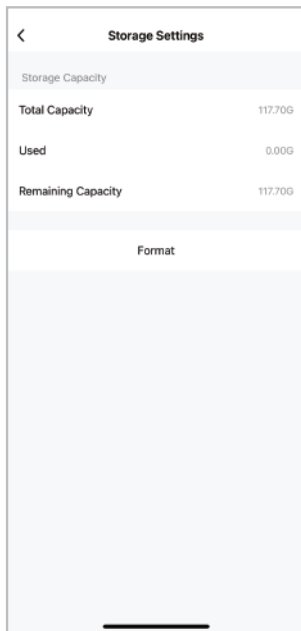 Storage Settings
Storage Capacity
Total Capacity 117.70G
Used 0.00G
Remaining Capacity 117.70G
Format